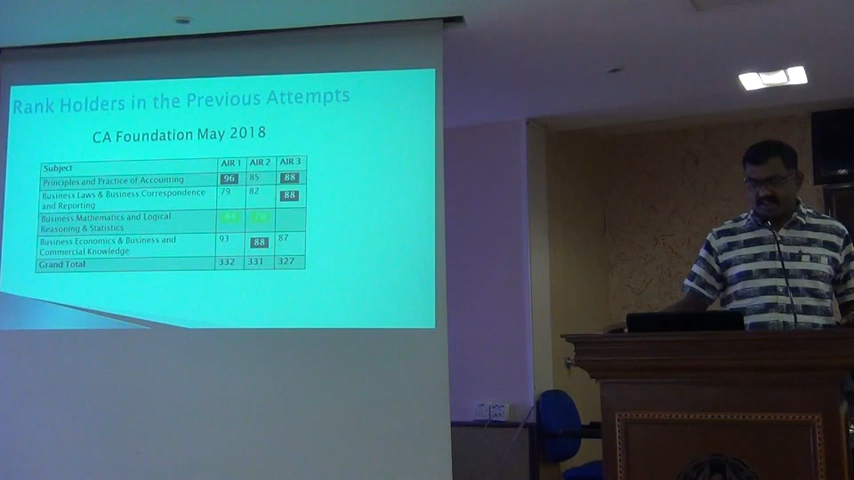 Rank Holders in the Previous Attempts
CA Foundation May 2018
Subject AIR 1 AIR 2 AIR 3
Principles and Practice of Accounting 96 85 88
Business Laws & Business Correspondence and Reporting 79 82 88
Business Mathematics and Logical Reasoning & Statistics 64 76
Business Economics & Business and Commercial Knowledge 93 88 87
Grand Total 332 331 327